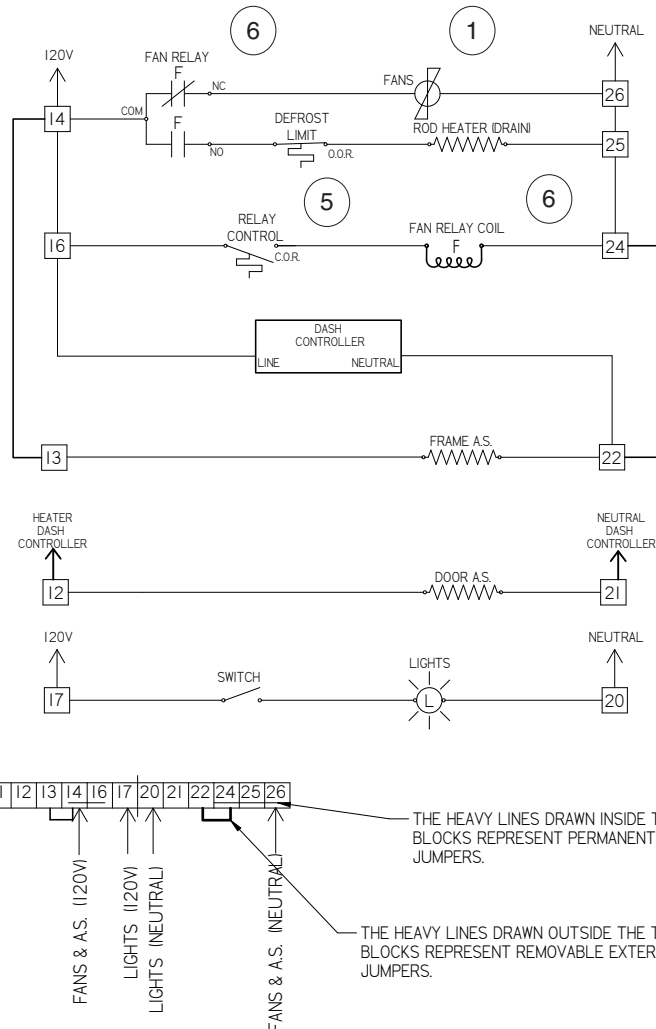 6
1
120V
NEUTRAL
FAN RELAY
F
NC
FANS
26
COM
14
F
DEFROST
LIMIT
ROD HEATER (DRAIN)
NO
O.O.R.
25
5
6
RELAY
CONTROL
FAN RELAY COIL
16
C.O.R.
F
24
DASH
CONTROLLER
LINE
NEUTRAL
FRAME A.S.
13
22
HEATER
DASH
CONTROLLER
NEUTRAL
DASH
CONTROLLER
DOOR A.S.
12
21
120V
NEUTRAL
LIGHTS
SWITCH
17
L
20
12 13 14 16 17 20 21 22 24 25 26
FANS & A.S. (120V)
LIGHTS (120V)
LIGHTS (NEUTRAL)
FANS & A.S. (NEUTRAL)
THE HEAVY LINES DRAWN INSIDE
BLOCKS REPRESENT PERMANENT
JUMPERS.
THE HEAVY LINES DRAWN OUTSIDE THE
BLOCKS REPRESENT REMOVABLE
JUMPERS.